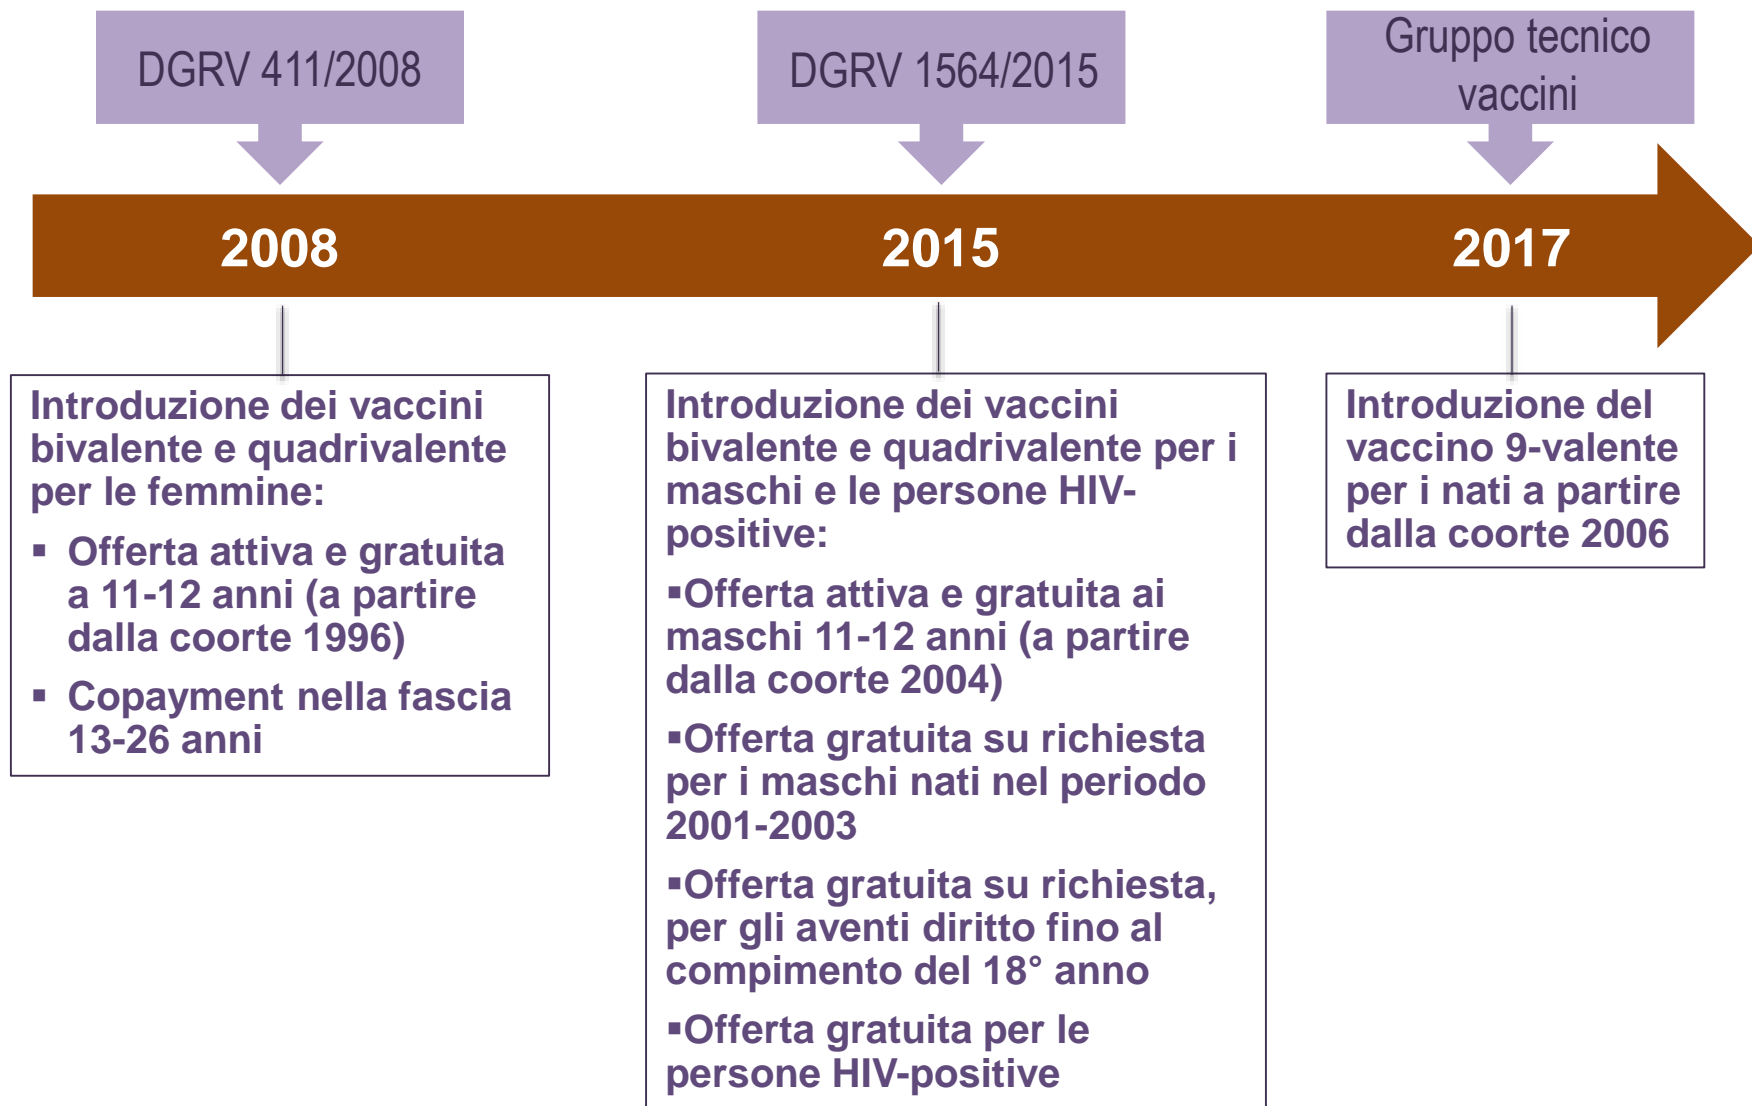 DGRV 411/2008
DGRV 1564/2015
Gruppo tecnico
vaccini
2008
2015
2017
Introduzione dei vaccini
bivalente e quadrivalente
per le femmine:
▪ Offerta attiva e gratuita
a 11-12 anni (a partire
dalla coorte 1996)
▪ Copayment nella fascia
13-26 anni
Introduzione dei vaccini
bivalente e quadrivalente per i
maschi e le persone HIV-
positive:
▪Offerta attiva e gratuita ai
maschi 11-12 anni (a partire
dalla coorte 2004)
▪Offerta gratuita su richiesta
per i maschi nati nel periodo
2001-2003
▪Offerta gratuita su richiesta,
per gli aventi diritto fino al
compimento del 18° anno
▪Offerta gratuita per le
persone HIV-positive
Introduzione del
vaccino 9-valente
per i nati a partire
dalla coorte 2006